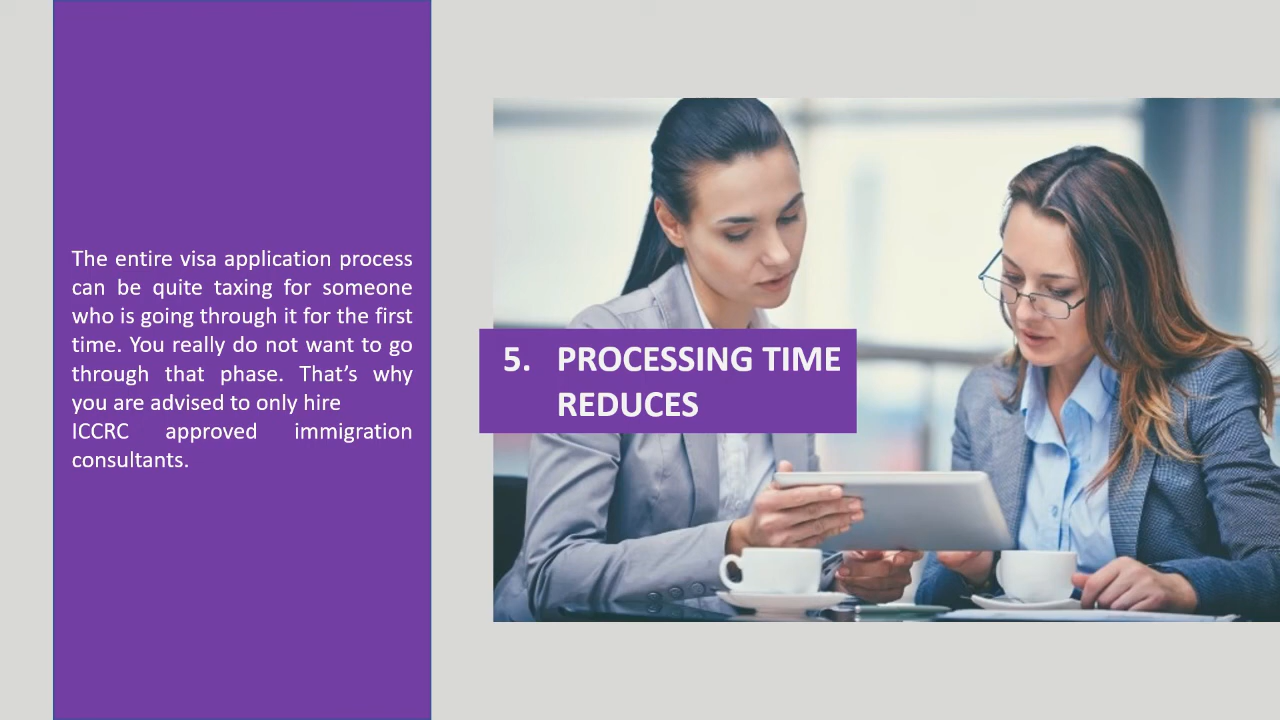 The entire visa application process
can be quite taxing for someone
who is going through it for the first
time. You really do not want to go
through that phase. That’s why
you are advised to only hire
ICCRC approved immigration
consultants.
5. PROCESSING TIME
REDUCES